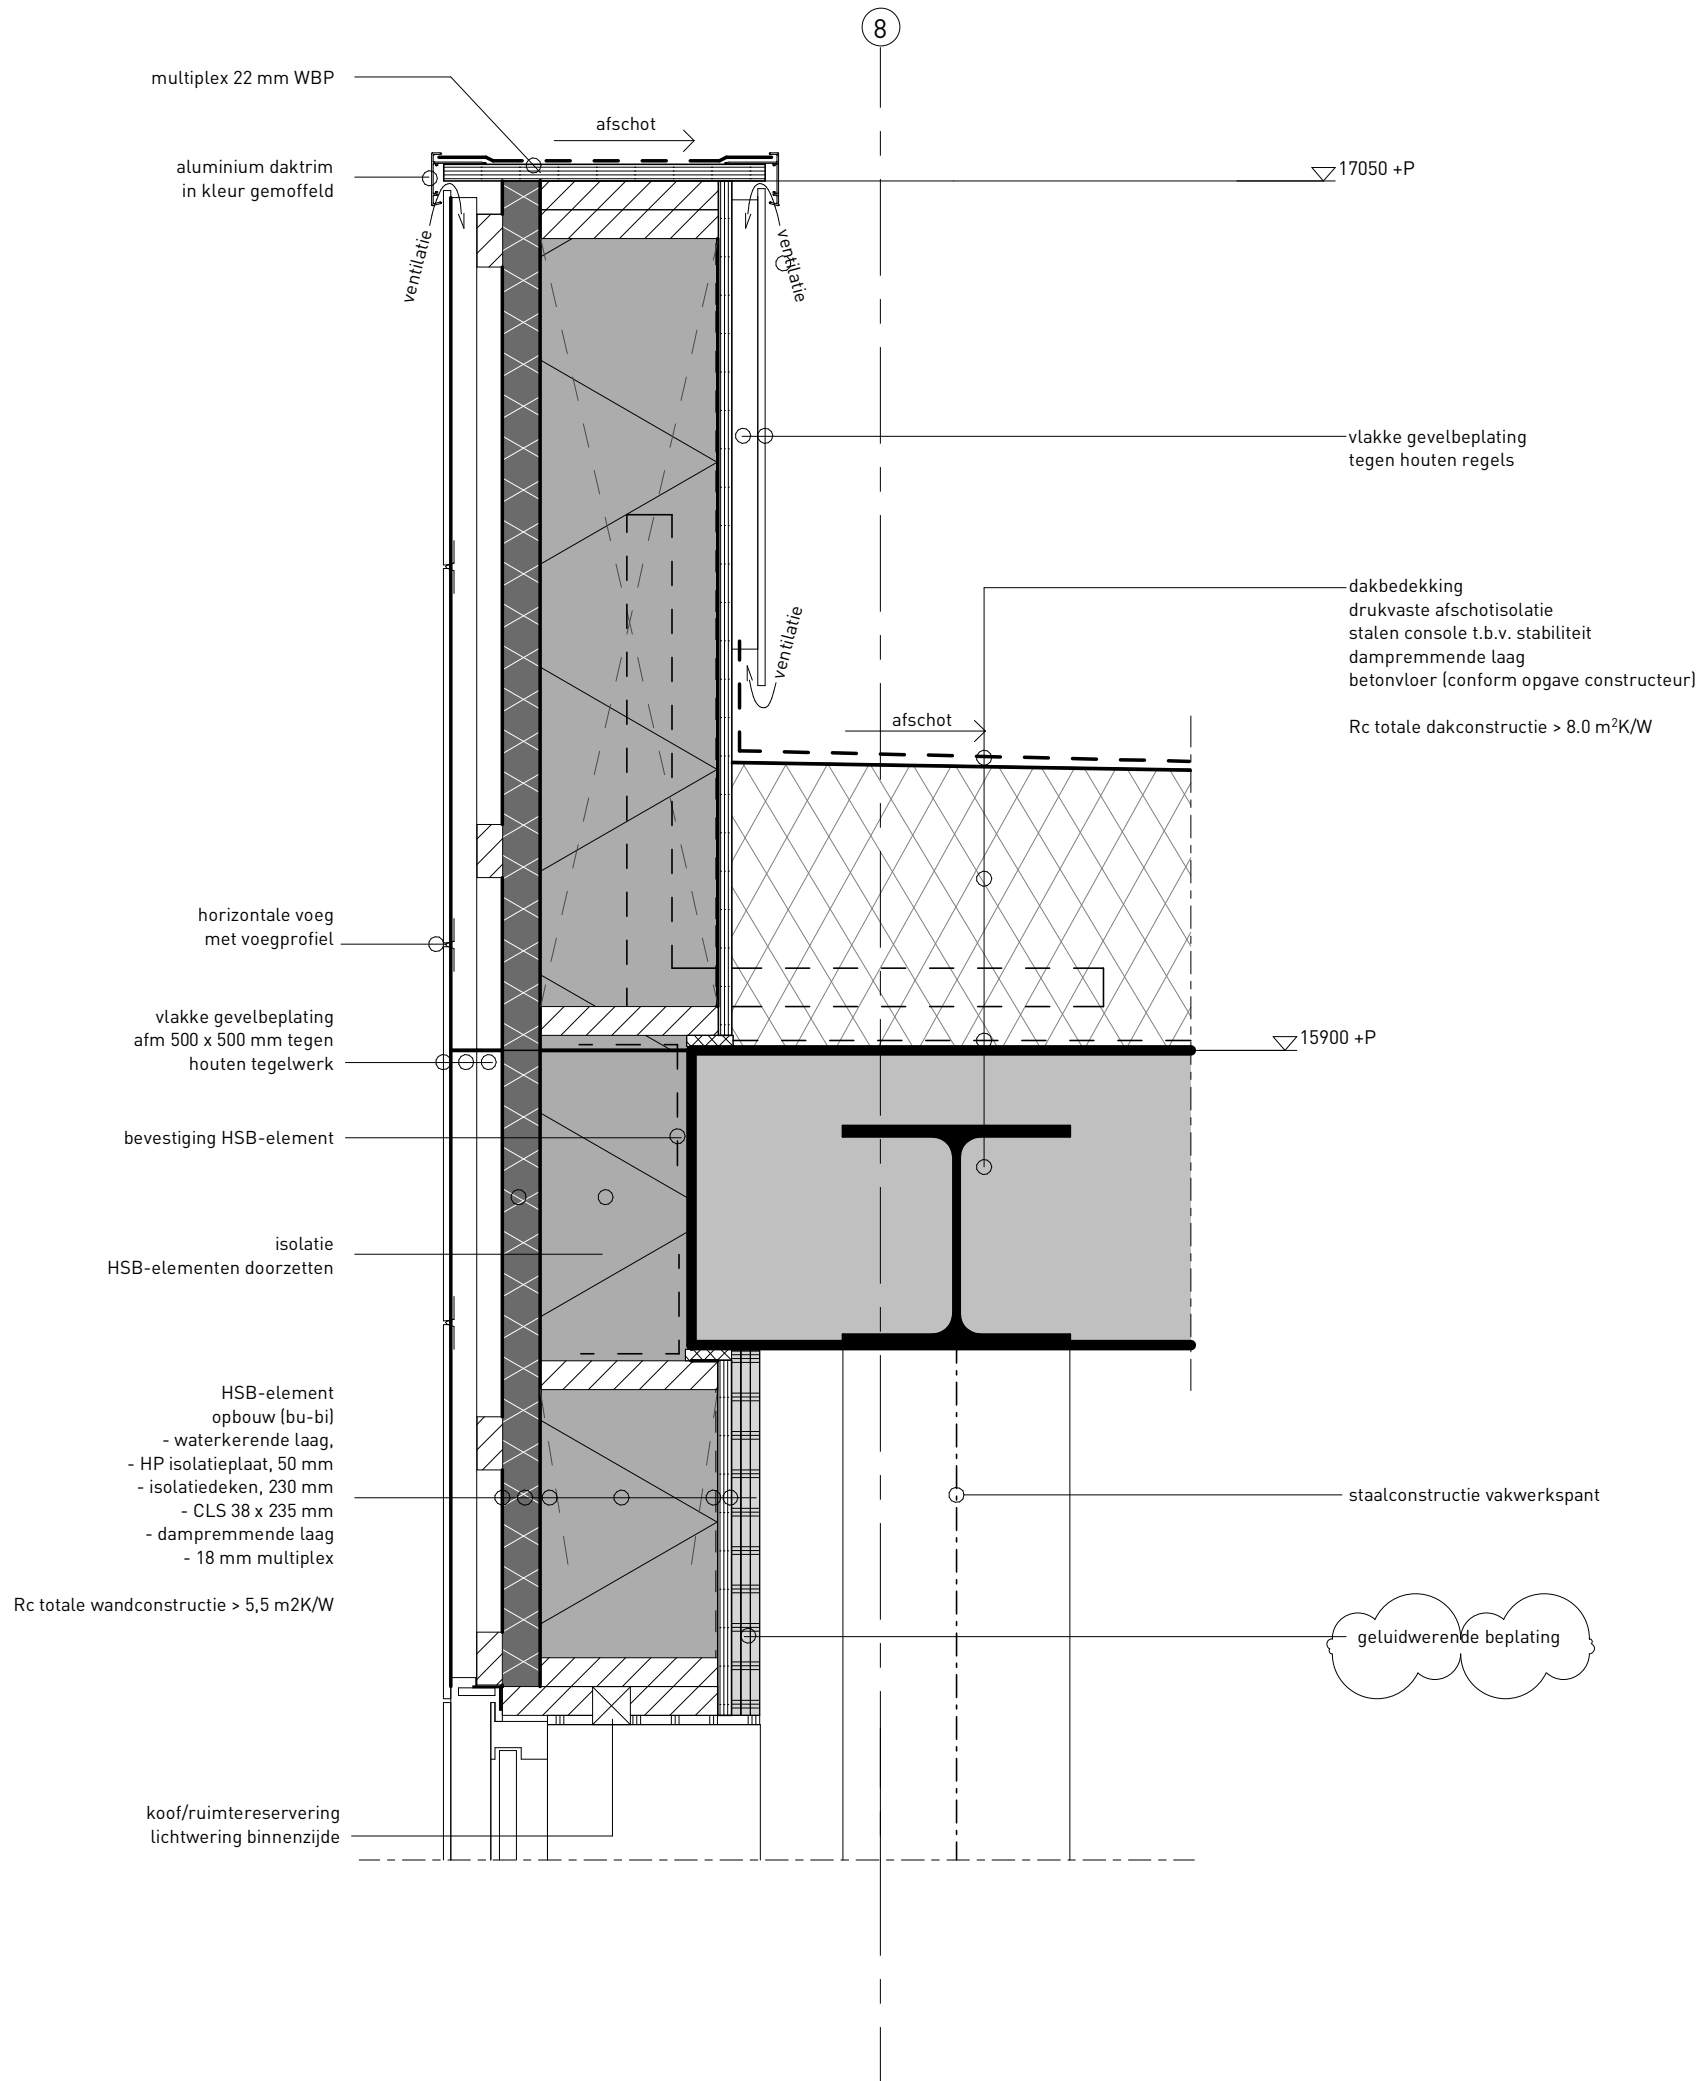 8
multiplex 22 mm WBP
afschot
aluminium daktrim
in kleur gemoffeld
17050 +P
ventilatie
ventilatie
vlakke gevelbeplating
tegen houten regels
dakbedekking
drukvaste afschotisolatie
stalen console t.b.v. stabiliteit
dampremmende laag
betonvloer (conform opgave constructeur)
Rc totale dakconstructie > 8.0 m²K/W
ventilatie
afschot
horizontale voeg
met voegprofiel
vlakke gevelbeplating
afm 500 x 500 mm tegen
houten tegelwerk
15900 +P
bevestiging HSB-element
isolatie
HSB-elementen doorzetten
HSB-element
opbouw (bu-bi)
- waterkerende laag,
- HP isolatieplaat, 50 mm
- isolatiedeken, 230 mm
- CLS 38 x 235 mm
- dampremmende laag
- 18 mm multiplex
Rc totale wandconstructie > 5,5 m2K/W
staalconstructie vakwerkspant
geluidwerende beplating
koof/ruimtereservering
lichtwering binnenzijde